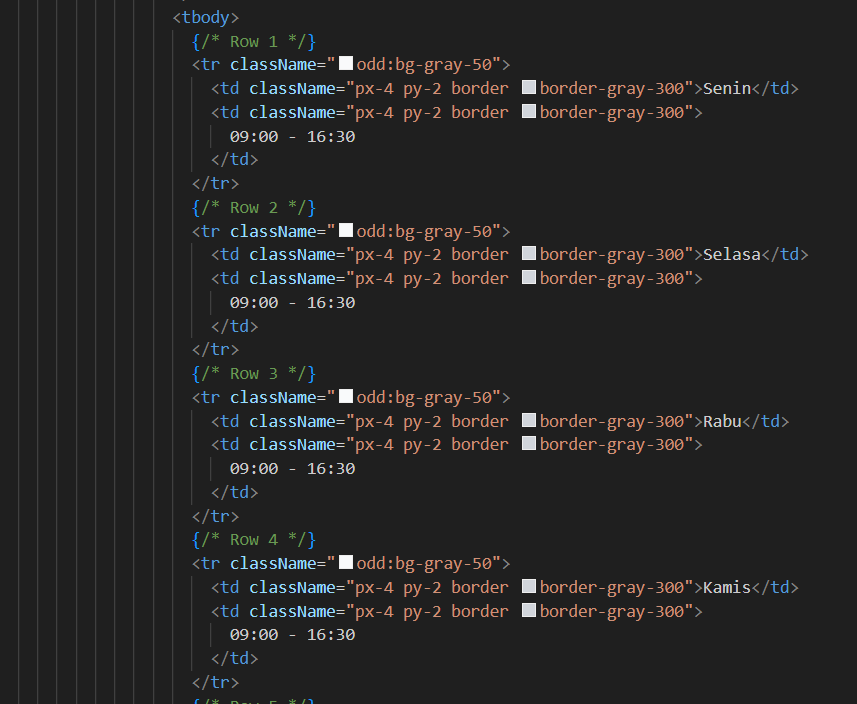 <tbody>
{/* Row 1 */}
<tr className="odd:bg-gray-50">
<td className="px-4 py-2 border border-gray-300">Senin</td>
<td className="px-4 py-2 border border-gray-300">
09:00 - 16:30
</td>
</tr>
{/* Row 2 */}
<tr className="odd:bg-gray-50">
<td className="px-4 py-2 border border-gray-300">Selasa</td>
<td className="px-4 py-2 border border-gray-300">
09:00 - 16:30
</td>
</tr>
{/* Row 3 */}
<tr className="odd:bg-gray-50">
<td className="px-4 py-2 border border-gray-300">Rabu</td>
<td className="px-4 py-2 border border-gray-300">
09:00 - 16:30
</td>
</tr>
{/* Row 4 */}
<tr className="odd:bg-gray-50">
<td className="px-4 py-2 border border-gray-300">Kamis</td>
<td className="px-4 py-2 border border-gray-300">
09:00 - 16:30
</td>
</tr>
{/* Row 5 */}